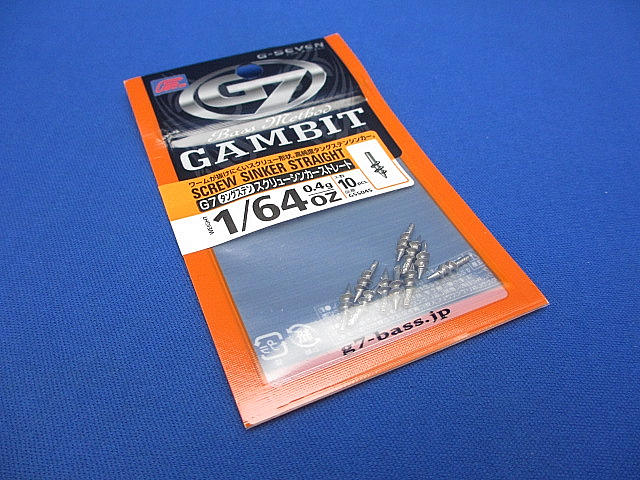 G-SEVEN
G7
Bass Method
GAMBIT
ワームが抜けにくいスクリュー形状、高純度タングステンシンカー。
SCREW SINKER STRAIGHT
G7 タングステン スクリューシンカーストレート
WEIGHT
1/64 OZ
0.4g
入数
10 pcs.
g7-bass.jp